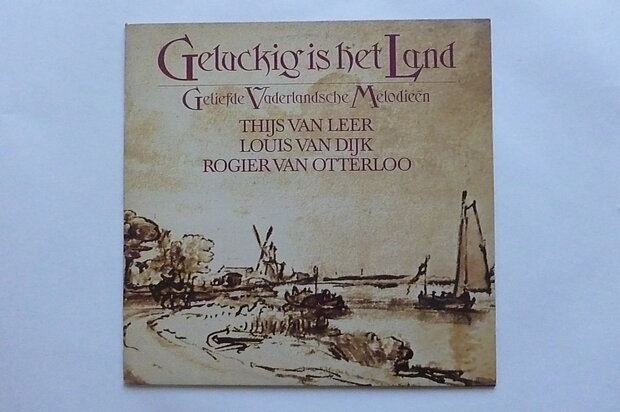 Geluckig is het Land
Geliefde Vaderlandsche Melodieën
THIJS VAN LEER
LOUIS VAN DIJK
ROGIER VAN OTTERLOO